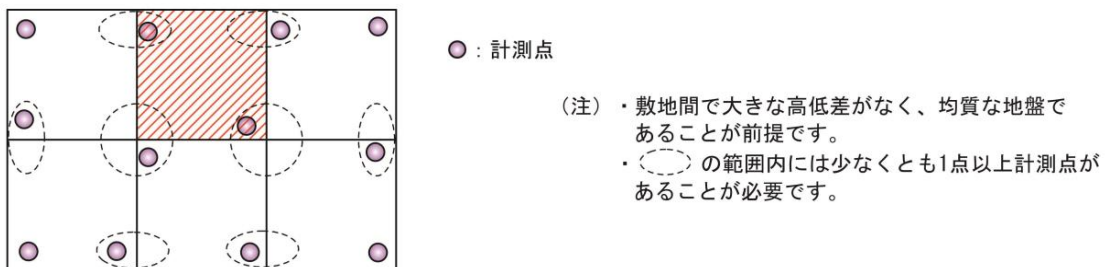 ：計測点
（注）・敷地間で大きな高低差がなく、均質な地盤で
あることが前提です。
・ の範囲内には少なくとも1点以上計測点が
あることが必要です。